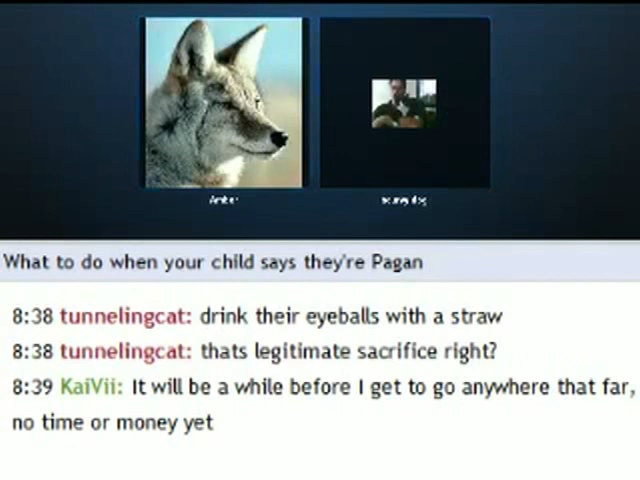 Amber
What to do when your child says they're Pagan
8:38 tunnelingcat: drink their eyeballs with a straw
8:38 tunnelingcat: thats legitimate sacrifice right?
8:39 KaiVii: It will be a while before I get to go anywhere that far,
no time or money yet